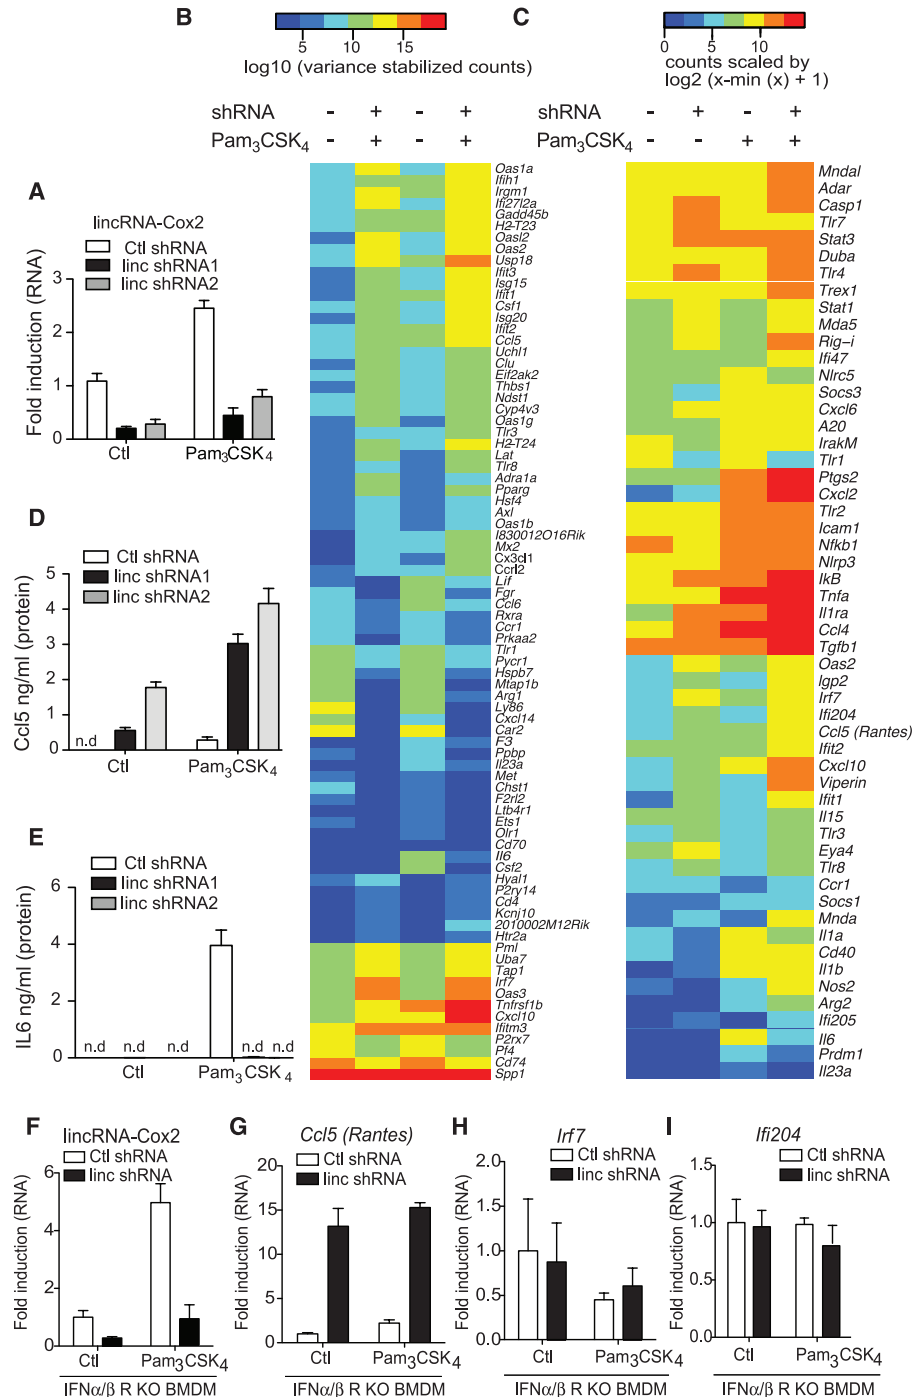 B
5
10
15
log10 (variance stabilized counts)
C
0
5
10
counts scaled by
log2 (x-min (x) + 1)
shRNA - + - +
Pam3CSK4 - + - +
- + - +
- - + +
Oas1a
Ifih1
Irgm1
Ifi27l2a
Gadd45b
H2-T23
Oasl2
Oas2
Usp18
Ifit3
Isg15
Ifit1
Csf1
Isg20
Ifit2
Ccl5
Uchl1
Clu
Eif2ak2
Thbs1
Ndst1
Cyp4v3
Oas1g
Tlr3
H2-T24
Lat
Tlr8
Adra1a
Pparg
Hsf4
Axl
Oas1b
I830012O16Rik
Mx2
Cx3cl1
Ccrl2
Lif
Fgr
Ccl6
Rxra
Ccr1
Prkaa2
Tlr1
Pycr1
Hspb7
Mtap1b
Arg1
Ly86
Cxcl14
Car2
F3
Ppbp
Il23a
Met
Chst1
F2rl2
Ltb4r1
Ets1
Olr1
Cd70
Il6
Csf2
Hyal1
P2ry14
Cd4
Kcnj10
2010002M12Rik
Htr2a
Pml
Uba7
Tap1
Irf7
Oas3
Tnfrsf1b
Cxcl10
Ifitm3
P2rx7
Pf4
Cd74
Spp1
Mndal
Adar
Casp1
Tlr7
Stat3
Duba
Tlr4
Trex1
Stat1
Mda5
Rig-i
Ifi47
Nlrc5
Socs3
Cxcl6
A20
IrakM
Tlr1
Ptgs2
Cxcl2
Tlr2
Icam1
Nfkb1
Nlrp3
IkB
Tnfa
Il1ra
Ccl4
Tgfb1
Oas2
Igp2
Irf7
Ifi204
Ccl5 (Rantes)
Ifit2
Cxcl10
Viperin
Ifit1
Il15
Tlr3
Eya4
Tlr8
Ccr1
Socs1
Mnda
Il1a
Cd40
Il1b
Nos2
Arg2
Ifi205
Il6
Prdm1
Il23a
A
lincRNA-Cox2
Ctl shRNA
linc shRNA1
linc shRNA2
Fold induction (RNA)
3
2
1
0
Ctl
Pam3CSK4
D
Ctl shRNA
linc shRNA1
linc shRNA2
Ccl5 ng/ml (protein)
5
4
3
2
1
0
n.d
Ctl
Pam3CSK4
E
Ctl shRNA
linc shRNA1
linc shRNA2
IL6 ng/ml (protein)
6
4
2
0
n.d n.d n.d n.d n.d
Ctl
Pam3CSK4
F
lincRNA-Cox2
Ctl shRNA
linc shRNA
Fold induction (RNA)
6
4
2
0
Ctl
Pam3CSK4
IFNα/β R KO BMDM
G
Ccl5 (Rantes)
Ctl shRNA
linc shRNA
Fold induction (RNA)
20
15
10
5
0
Ctl
Pam3CSK4
IFNα/β R KO BMDM
H
Irf7
Ctl shRNA
linc shRNA
Fold induction (RNA)
2.0
1.5
1.0
0.5
0.0
Ctl
Pam3CSK4
IFNα/β R KO BMDM
I
Ifi204
Ctl shRNA
linc shRNA
Fold induction (RNA)
1.5
1.0
0.5
0.0
Ctl
Pam3CSK4
IFNα/β R KO BMDM